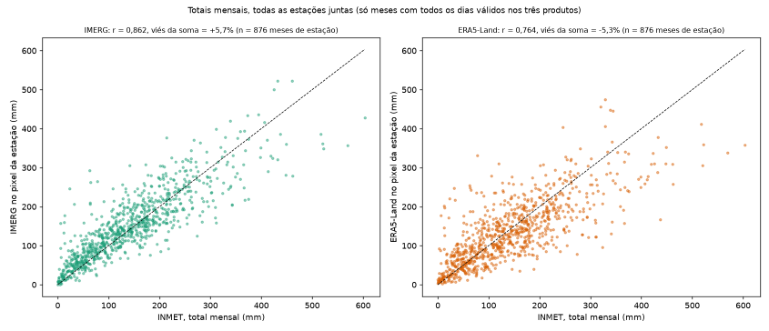 Totais mensais, todas as estações juntas (só meses com todos os dias válidos nos três produtos)
IMERG: r = 0,862, viés da soma = +5,7% (n = 876 meses de estação)
IMERG no pixel da estação (mm)
600
500
400
300
200
100
0
0 100 200 300 400 500 600
INMET, total mensal (mm)
ERA5-Land: r = 0,764, viés da soma = -5,3% (n = 876 meses de estação)
ERA5-Land no pixel da estação (mm)
600
500
400
300
200
100
0
0 100 200 300 400 500 600
INMET, total mensal (mm)